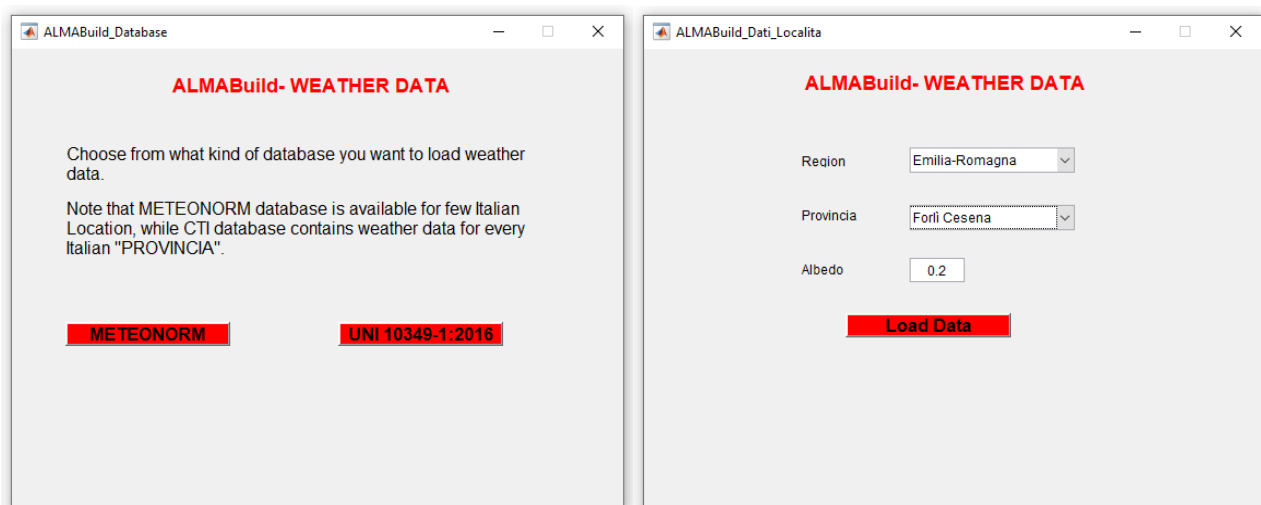 ALMABuild_Database
ALMABuild- WEATHER DATA
Choose from what kind of database you want to load weather
data.
Note that METEONORM database is available for few Italian
Location, while CTI database contains weather data for every
Italian "PROVINCIA".
METEONORM
UNI 10349-1:2016
ALMABuild_Dati_Localita
ALMABuild- WEATHER DATA
Region
Emilia-Romagna
Provincia
Forlì Cesena
Albedo
0.2
Load Data